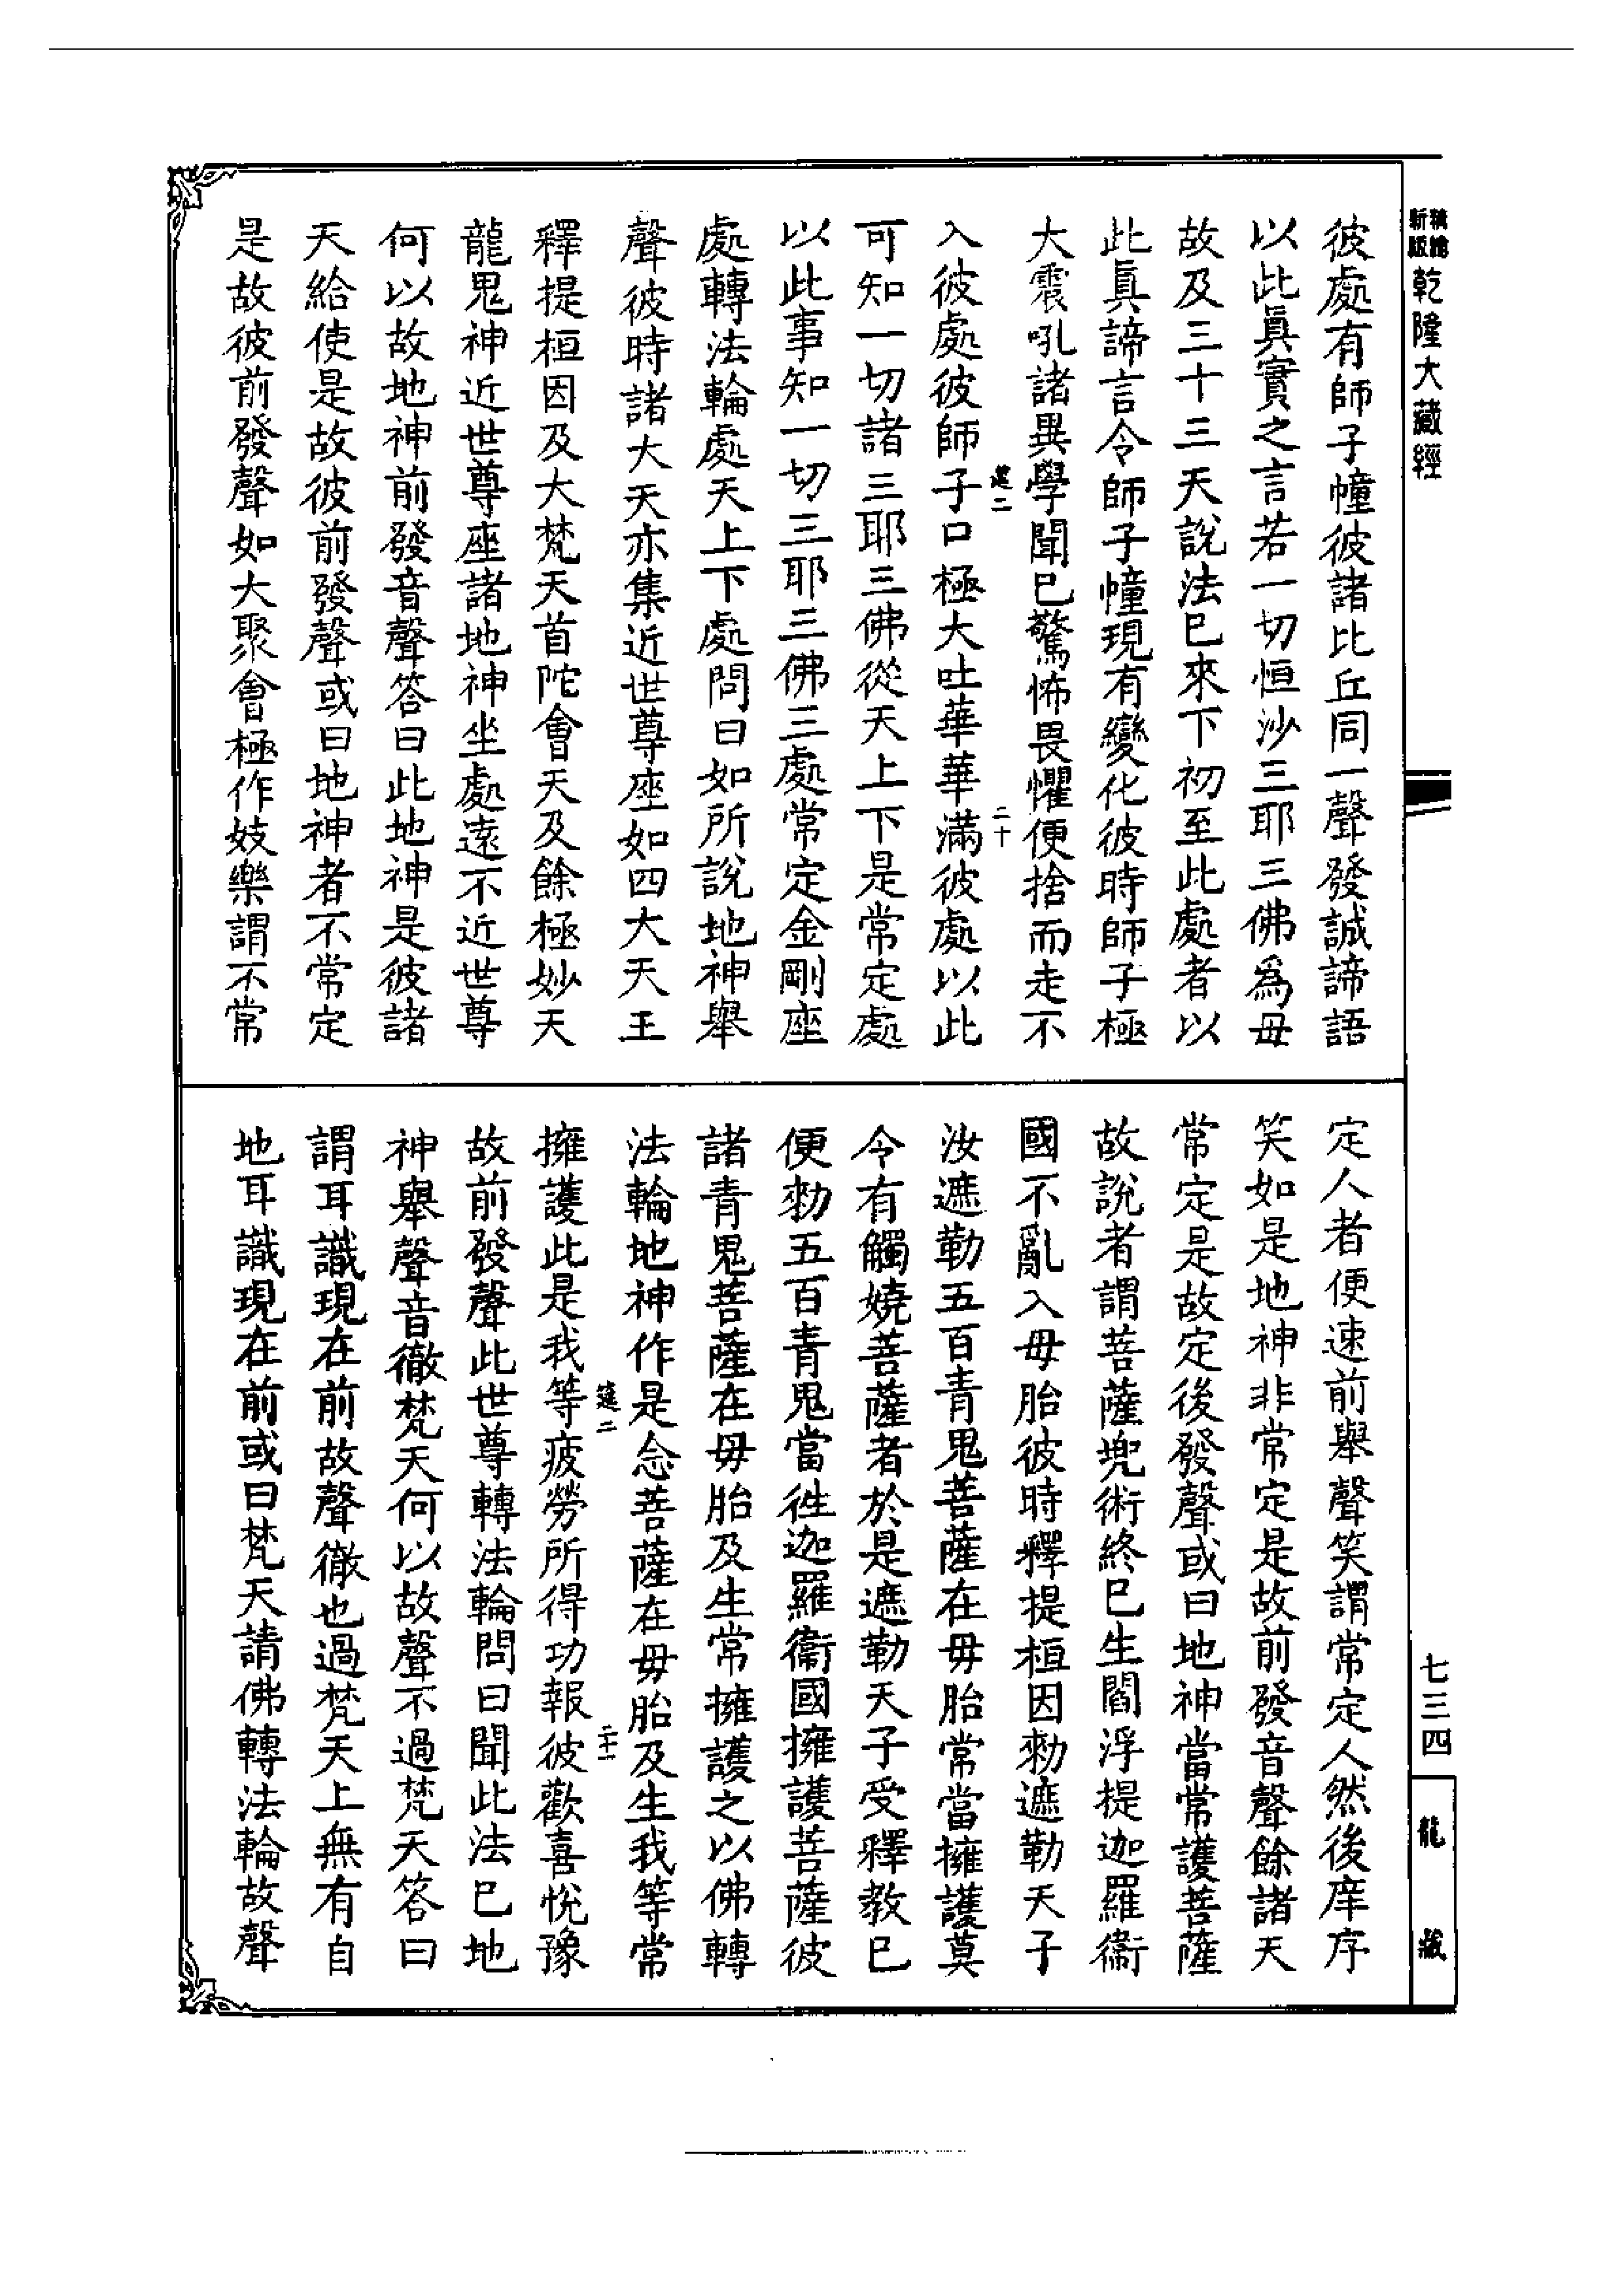 新版
精繪
乾隆大藏經
彼處有師子幢彼諸比丘同一聲發誠諦語
以此眞實之言若一切恒沙三耶三佛爲毋
故及三十三天說法已來下初至此處者以
此眞諦言令師子幢現有變化彼時師子極
大震吼諸異學聞已驚怖畏懼便捨而走不
入彼處彼師子口極大吐華華滿彼處以此
可知一切諸三耶三佛從天上下是常定處
以此事知一切三耶三佛三處常定金剛座
處轉法輪處天上下處問曰如所說地神舉
聲彼時諸大天亦集近世尊座如四大天王
釋提桓因及大梵天首陀會天及餘極妙天
龍鬼神近世尊座諸地神坐處遠不近世尊
何以故地神前發音聲答曰此地神是彼諸
天給使是故彼前發聲或曰地神者不常定
是故彼前發聲如大聚會極作妓樂謂不常
二十
定人者便速前舉聲笑謂常定人然後庠序
笑如是地神非常定是故前發音聲餘諸天
常定是故定後發聲或曰地神當常護菩薩
故說者謂菩薩兜術終已生閻浮提迦羅衞
國不亂入毋胎彼時釋提桓因勑遮勒天子
汝遮勒五百青鬼菩薩在毋胎常當擁護莫
令有觸嬈菩薩者於是遮勒天子受釋教已
便勑五百青鬼當徃迦羅衞國擁護菩薩彼
諸青鬼菩薩在毋胎及生常擁護之以佛轉
法輪地神作是念菩薩在毋胎及生我等常
擁護此是我等疲勞所得功報彼歡喜悅豫
故前發聲此世尊轉法輪問曰聞此法已地
神舉聲音徹梵天何以故聲不過梵天答曰
謂耳識現在前故聲徹也過梵天上無有自
地耳識現在前或曰梵天請佛轉法輪故聲
二十一
七三四
龍藏